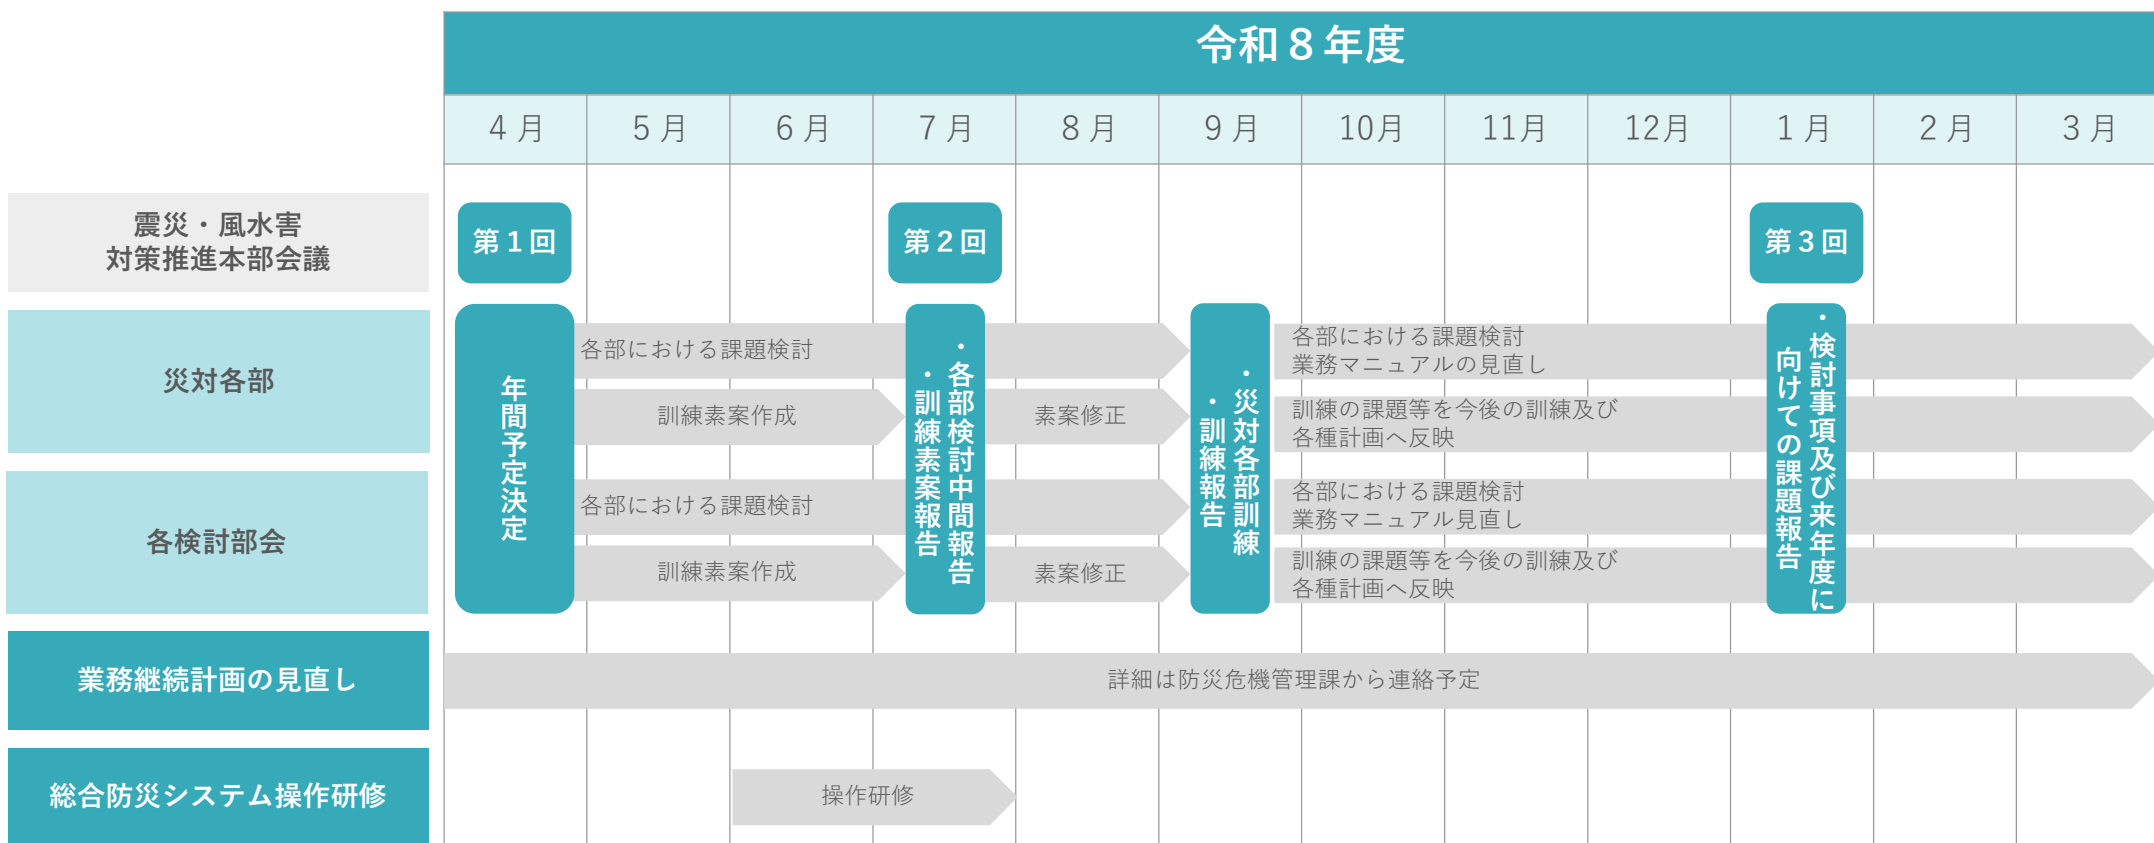 令和８年度
４月
５月
６月
７月
８月
９月
10月
11月
12月
１月
２月
３月
震災・風水害
対策推進本部会議
第１回
第２回
第３回
災対各部
各検討部会
年間予定決定
各部における課題検討
訓練素案作成
・各部検討中間報告
・訓練素案報告
素案修正
・災対各部訓練
・訓練報告
各部における課題検討
業務マニュアルの見直し
訓練の課題等を今後の訓練及び
各種計画へ反映
・検討事項及び来年度に
向けての課題報告
各部における課題検討
訓練素案作成
素案修正
各部における課題検討
業務マニュアル見直し
訓練の課題等を今後の訓練及び
各種計画へ反映
業務継続計画の見直し
詳細は防災危機管理課から連絡予定
総合防災システム操作研修
操作研修